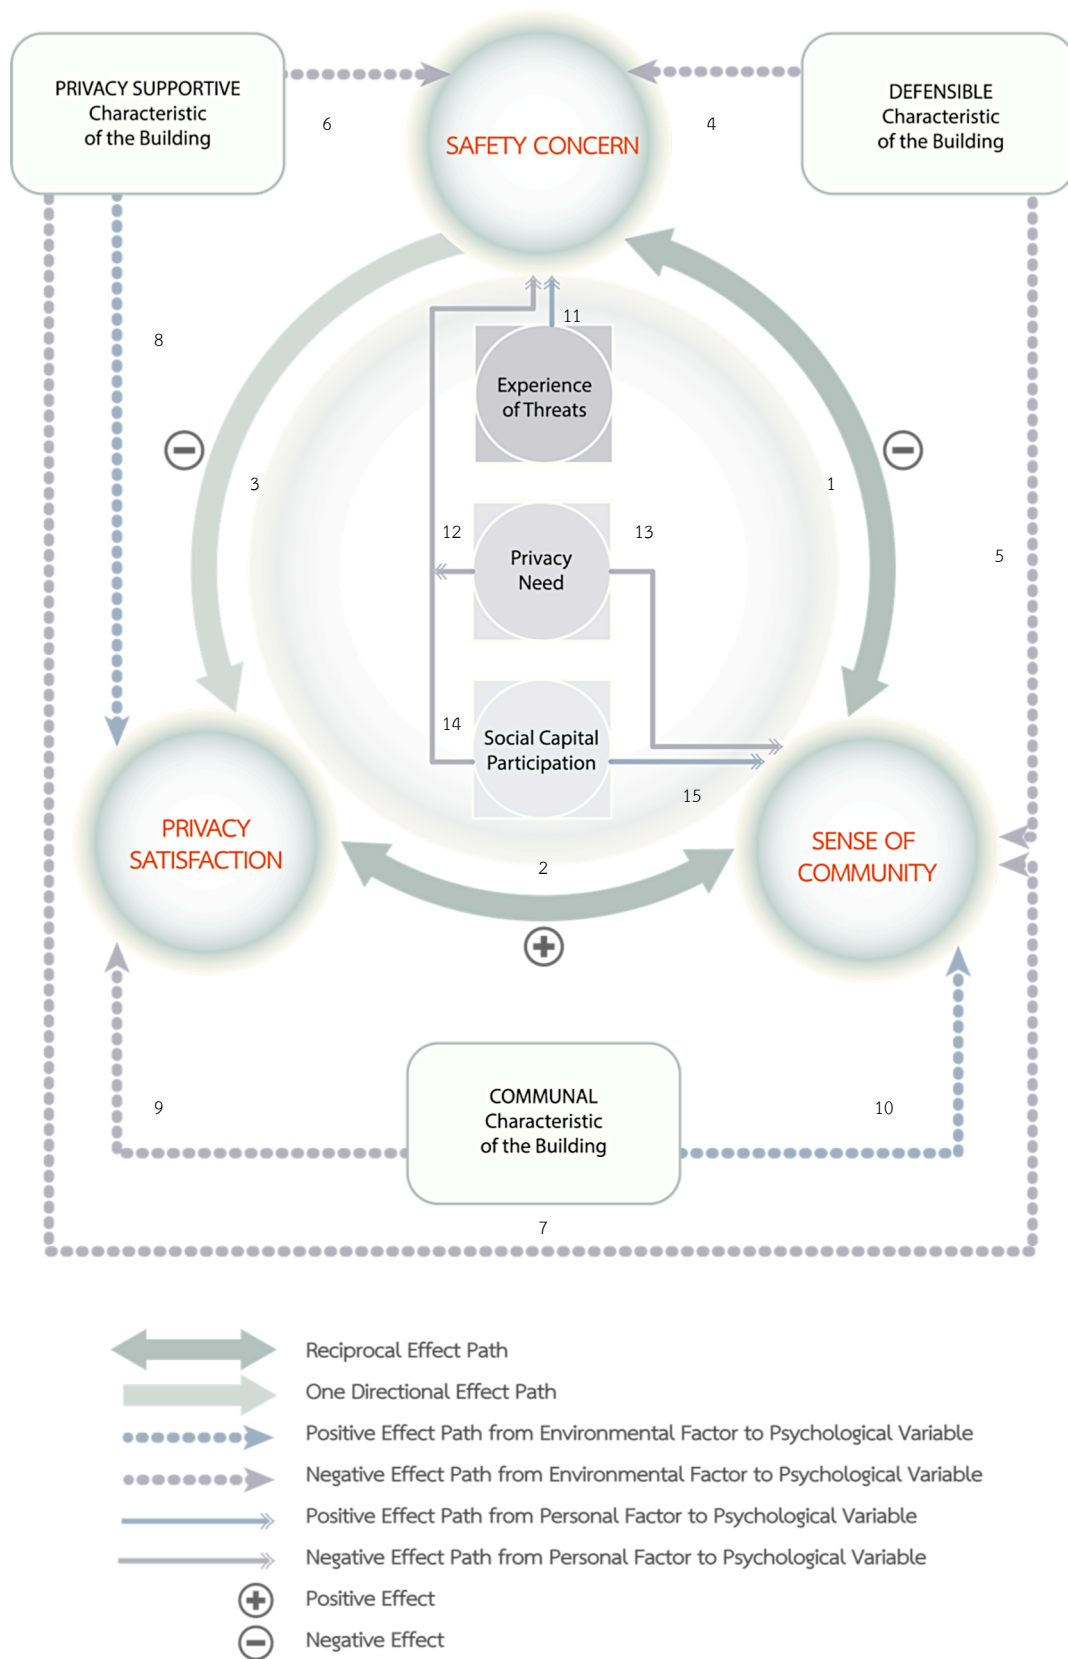 PRIVACY SUPPORTIVE
Characteristic
of the Building
DEFENSIBLE
Characteristic
of the Building
6
4
SAFETY CONCERN
11
8
Experience
of Threats
3
1
12
13
5
Privacy
Need
14
Social Capital
Participation
15
PRIVACY
SATISFACTION
SENSE OF
COMMUNITY
2
COMMUNAL
Characteristic
of the Building
9
10
7
Reciprocal Effect Path
One Directional Effect Path
Positive Effect Path from Environmental Factor to Psychological Variable
Negative Effect Path from Environmental Factor to Psychological Variable
Positive Effect Path from Personal Factor to Psychological Variable
Negative Effect Path from Personal Factor to Psychological Variable
Positive Effect
Negative Effect